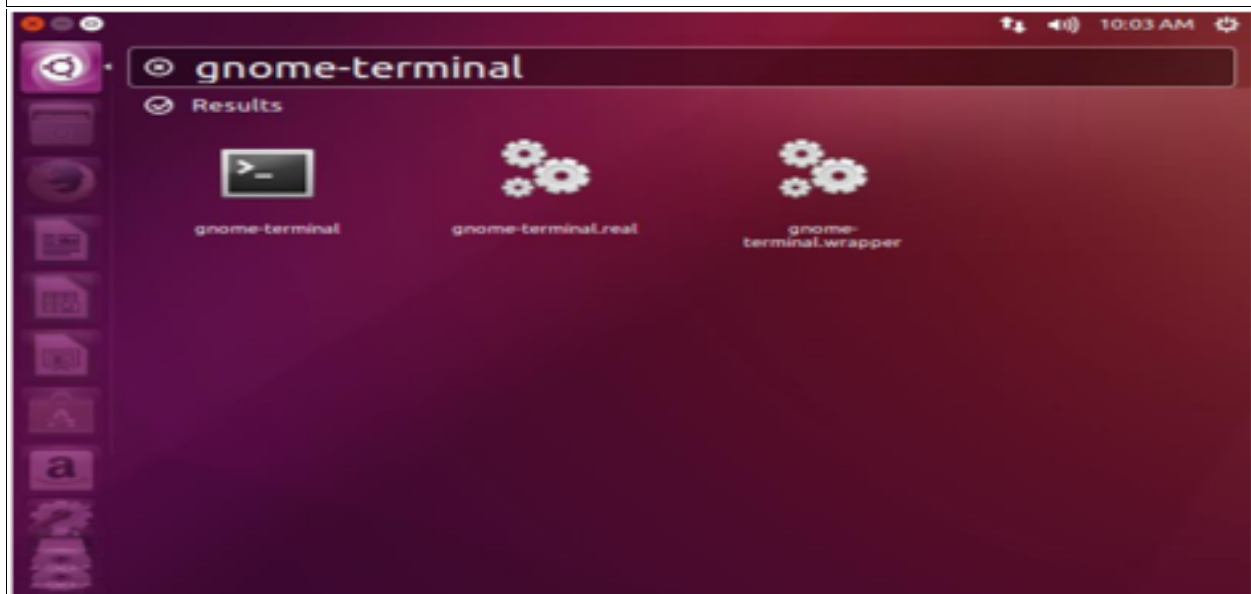 10:03 AM
gnome-terminal
Results
gnome-terminal
gnome-terminal.real
gnome-
terminal.wrapper